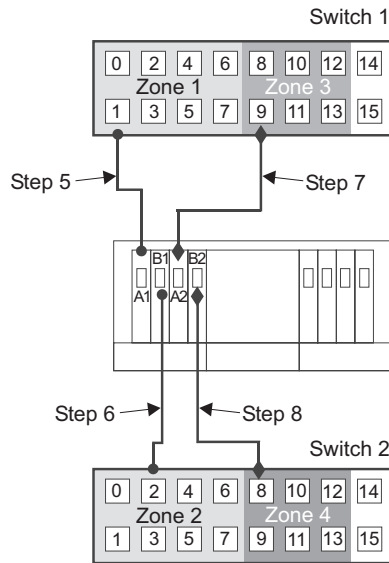 Switch 1
0 2 4 6 8 10 12 14
Zone 1 Zone 3
1 3 5 7 9 11 13 15
Step 5 Step 7
B1 B2
A1 A2
Step 6 Step 8
Switch 2
0 2 4 6 8 10 12 14
Zone 2 Zone 4
1 3 5 7 9 11 13 15